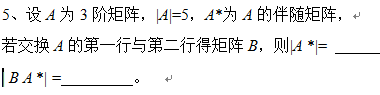 5、设 A 为 3 阶矩阵，|A|=5，A*为 A 的伴随矩阵，
若交换 A 的第一行与第二行得矩阵 B，则|A *|= ______
| B A *| =_________。